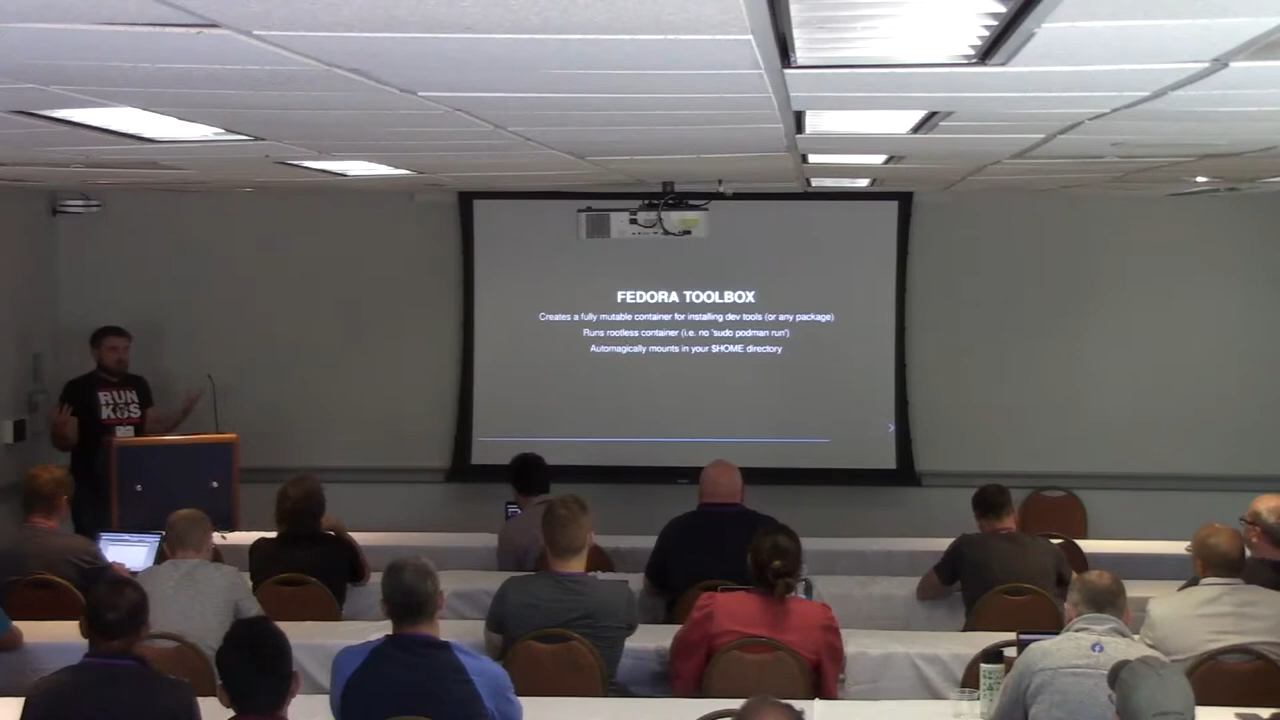 FEDORA TOOLBOX
Creates a fully mutable container for installing dev tools (or any package)
Runs rootless container (i.e. no 'sudo podman run')
Automagically mounts in your $HOME directory
RUN
K8S